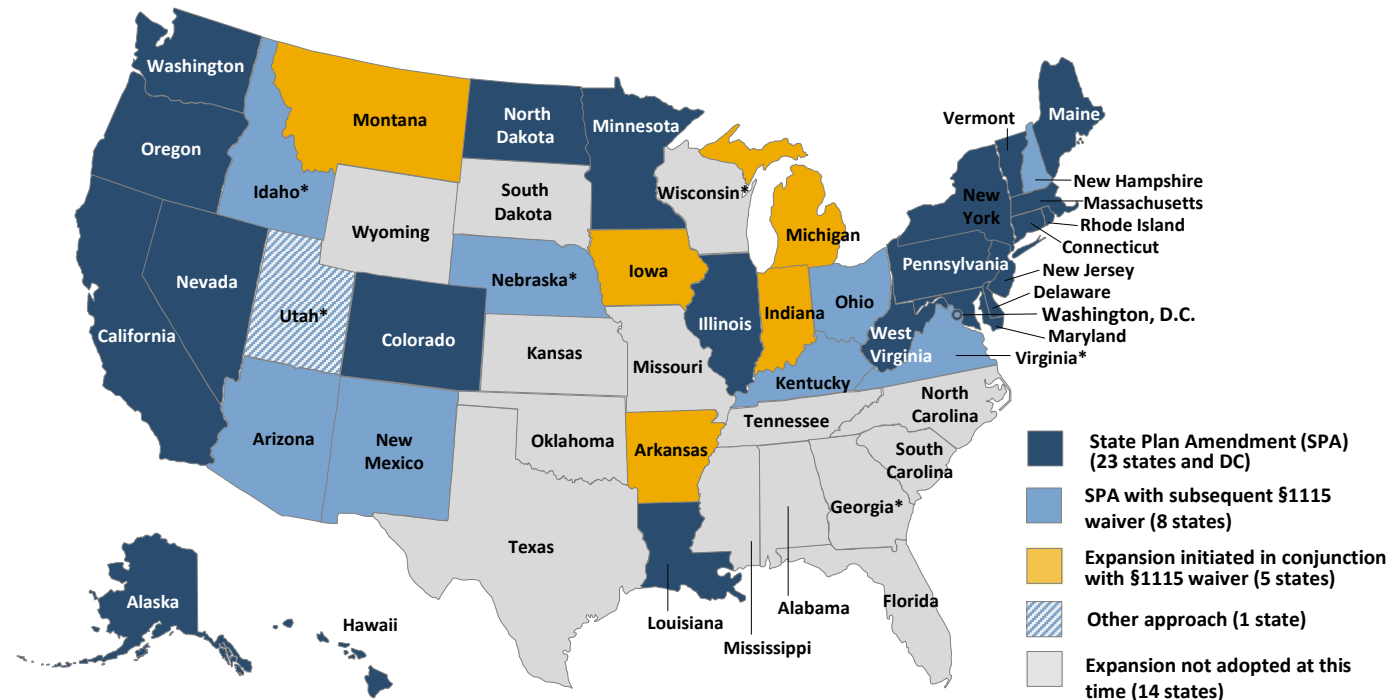 Washington
Montana
North
Dakota
Minnesota
Vermont
Maine
Oregon
Idaho*
South
Dakota
Wisconsin*
New Hampshire
Massachusetts
New
York
Rhode Island
Connecticut
Wyoming
Michigan
Pennsylvania
New Jersey
Nevada
Nebraska*
Iowa
Delaware
Utah*
Illinois
Indiana
Ohio
Washington, D.C.
California
Colorado
West
Virginia
Maryland
Virginia*
Kansas
Missouri
Kentucky
Arizona
New
Mexico
Oklahoma
Arkansas
Tennessee
North
Carolina
South
Carolina
Georgia*
Texas
Alaska
Hawaii
Louisiana
Mississippi
Alabama
Florida
State Plan Amendment (SPA)
(23 states and DC)
SPA with subsequent §1115
waiver (8 states)
Expansion initiated in conjunction
with §1115 waiver (5 states)
Other approach (1 state)
Expansion not adopted at this
time (14 states)